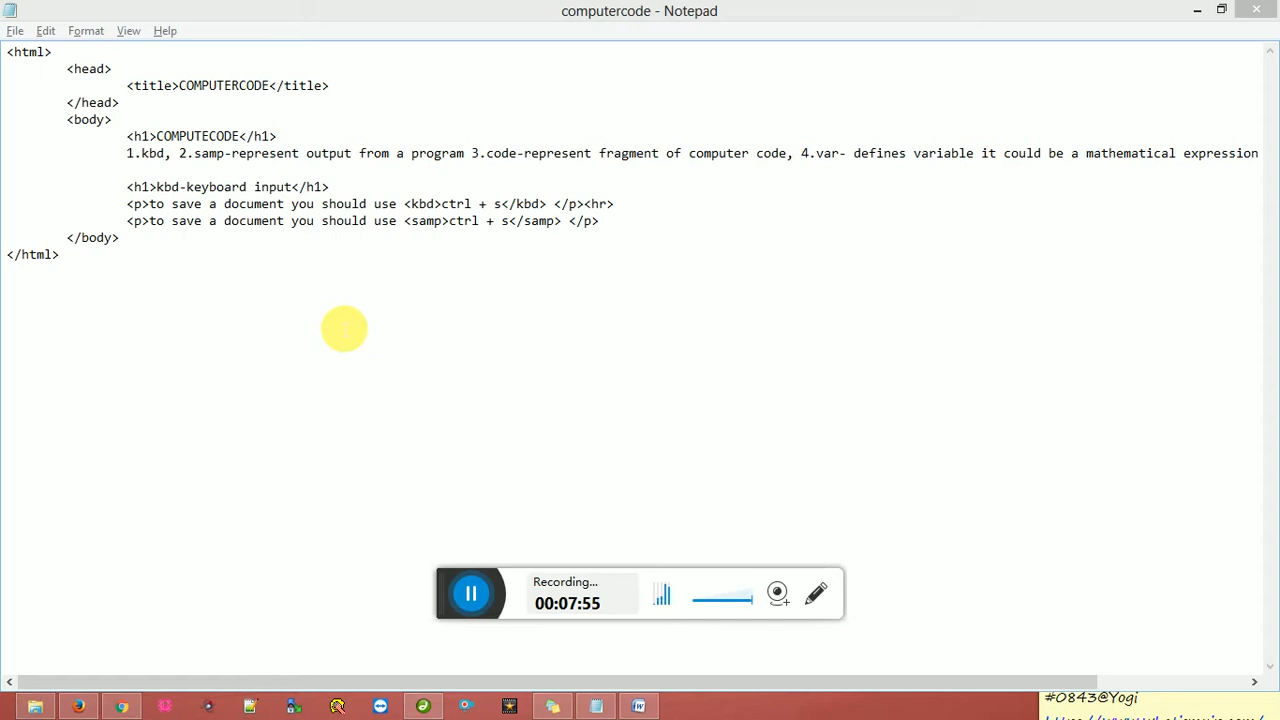 computercode - Notepad
File Edit Format View Help
<html>
<head>
<title>COMPUTERCODE</title>
</head>
<body>
<h1>COMPUTECODE</h1>
1.kbd, 2.samp-represent output from a program 3.code-represent fragment of computer code, 4.var- defines variable it could be a mathematical expression
<h1>kbd-keyboard input</h1>
<p>to save a document you should use <kbd>ctrl + s</kbd> </p><hr>
<p>to save a document you should use <samp>ctrl + s</samp> </p>
</body>
</html>
Recording...
00:07:55
#0843@Yogi